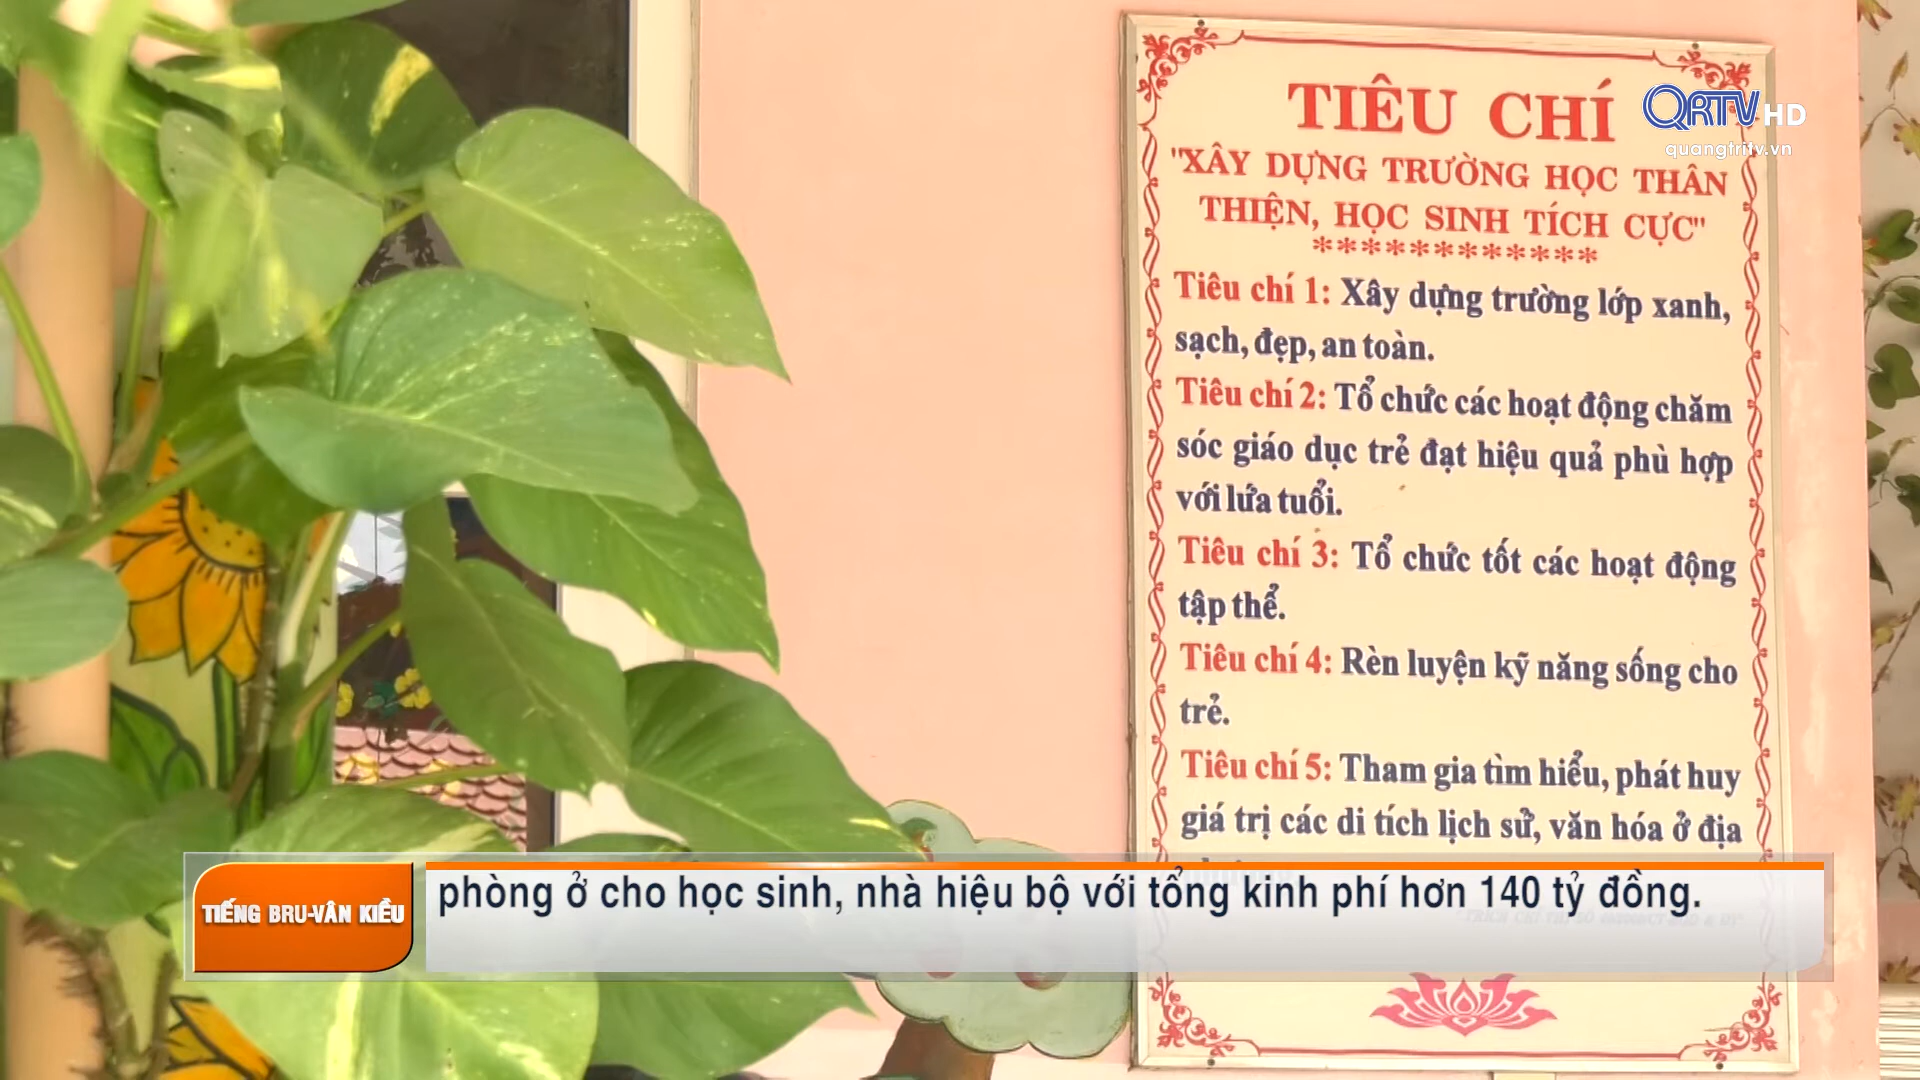 TIÊU CHÍ
QRTV HD
quangtritv.vn
"XÂY DỰNG TRƯỜNG HỌC THÂN
THIỆN, HỌC SINH TÍCH CỰC"
************
Tiêu chí 1: Xây dựng trường lớp xanh,
sạch, đẹp, an toàn.
Tiêu chí 2: Tổ chức các hoạt động chăm
sóc giáo dục trẻ đạt hiệu quả phù hợp
với lứa tuổi.
Tiêu chí 3: Tổ chức tốt các hoạt động
tập thể.
Tiêu chí 4: Rèn luyện kỹ năng sống cho
trẻ.
Tiêu chí 5: Tham gia tìm hiểu, phát huy
giá trị các di tích lịch sử, văn hóa ở địa
TIẾNG BRU-VÂN KIỀU
phòng ở cho học sinh, nhà hiệu bộ với tổng kinh phí hơn 140 tỷ đồng.